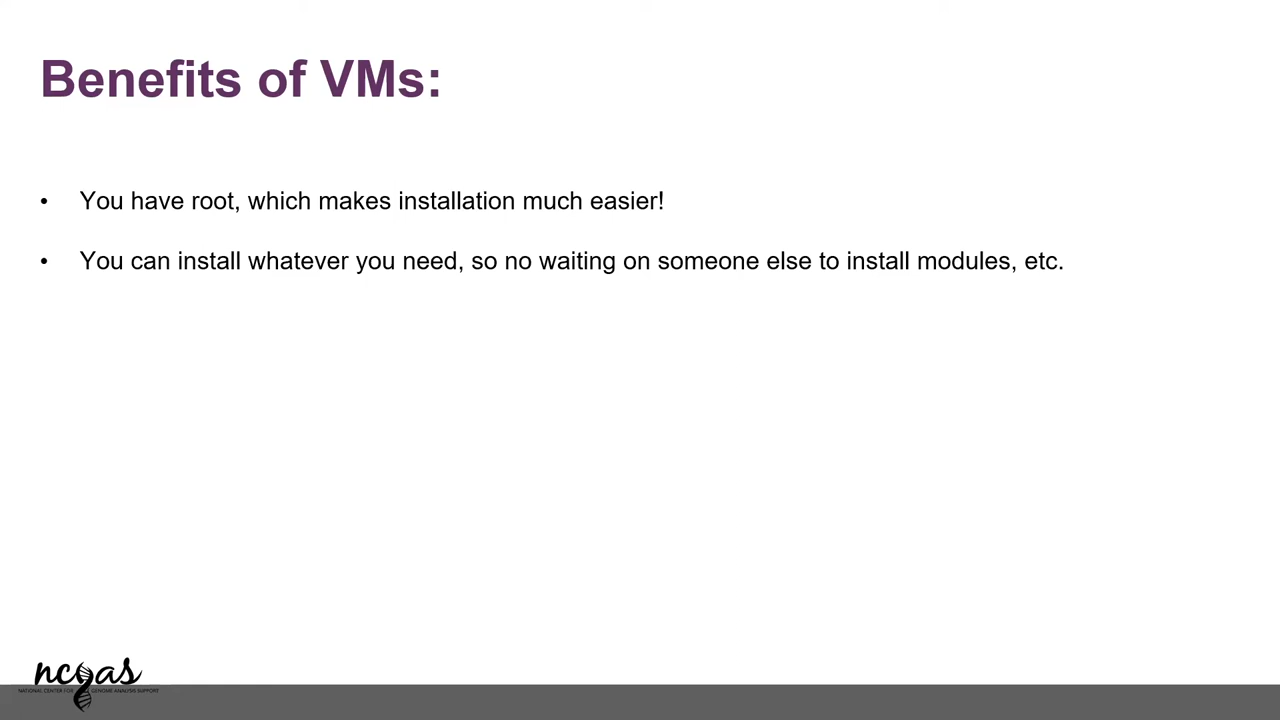 Benefits of VMs:
• You have root, which makes installation much easier!
• You can install whatever you need, so no waiting on someone else to install modules, etc.
ncgas
NATIONAL CENTER FOR GENOME ANALYSIS SUPPORT